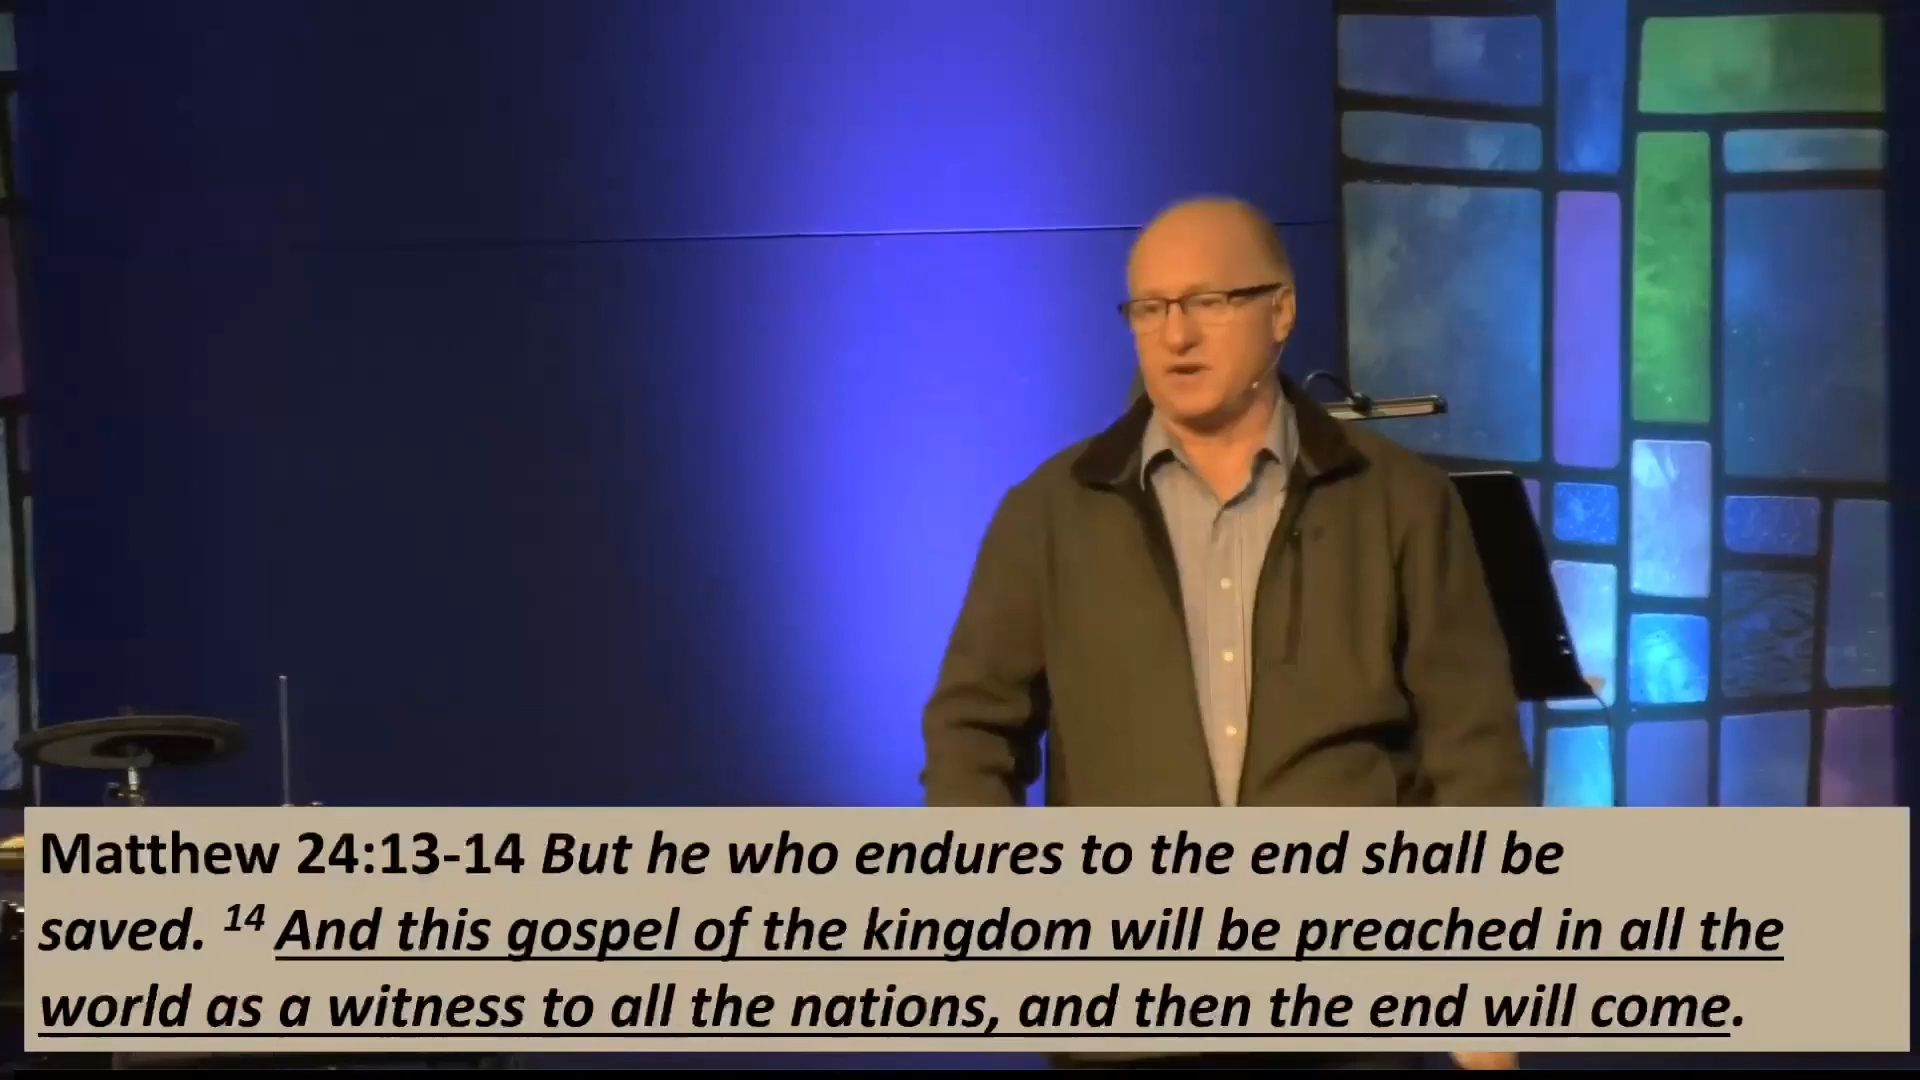 Matthew 24:13-14 But he who endures to the end shall be
saved. 14 And this gospel of the kingdom will be preached in all the
world as a witness to all the nations, and then the end will come.